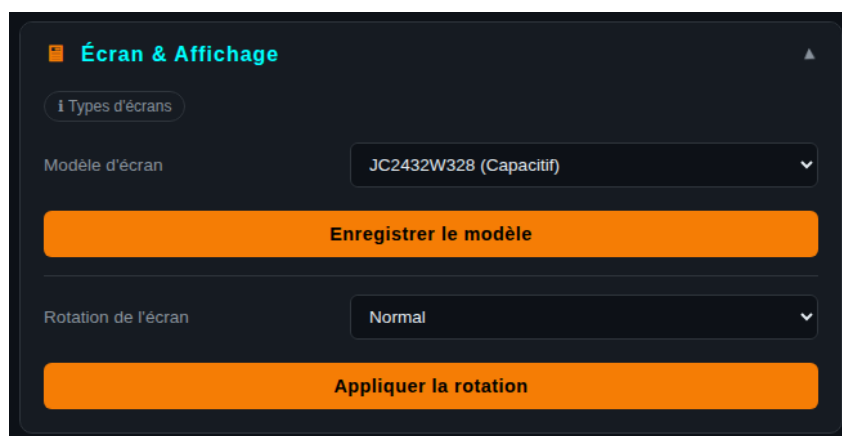 Écran & Affichage
ℹ Types d'écrans
Modèle d'écran
JC2432W328 (Capacitif)
Enregistrer le modèle
Rotation de l'écran
Normal
Appliquer la rotation